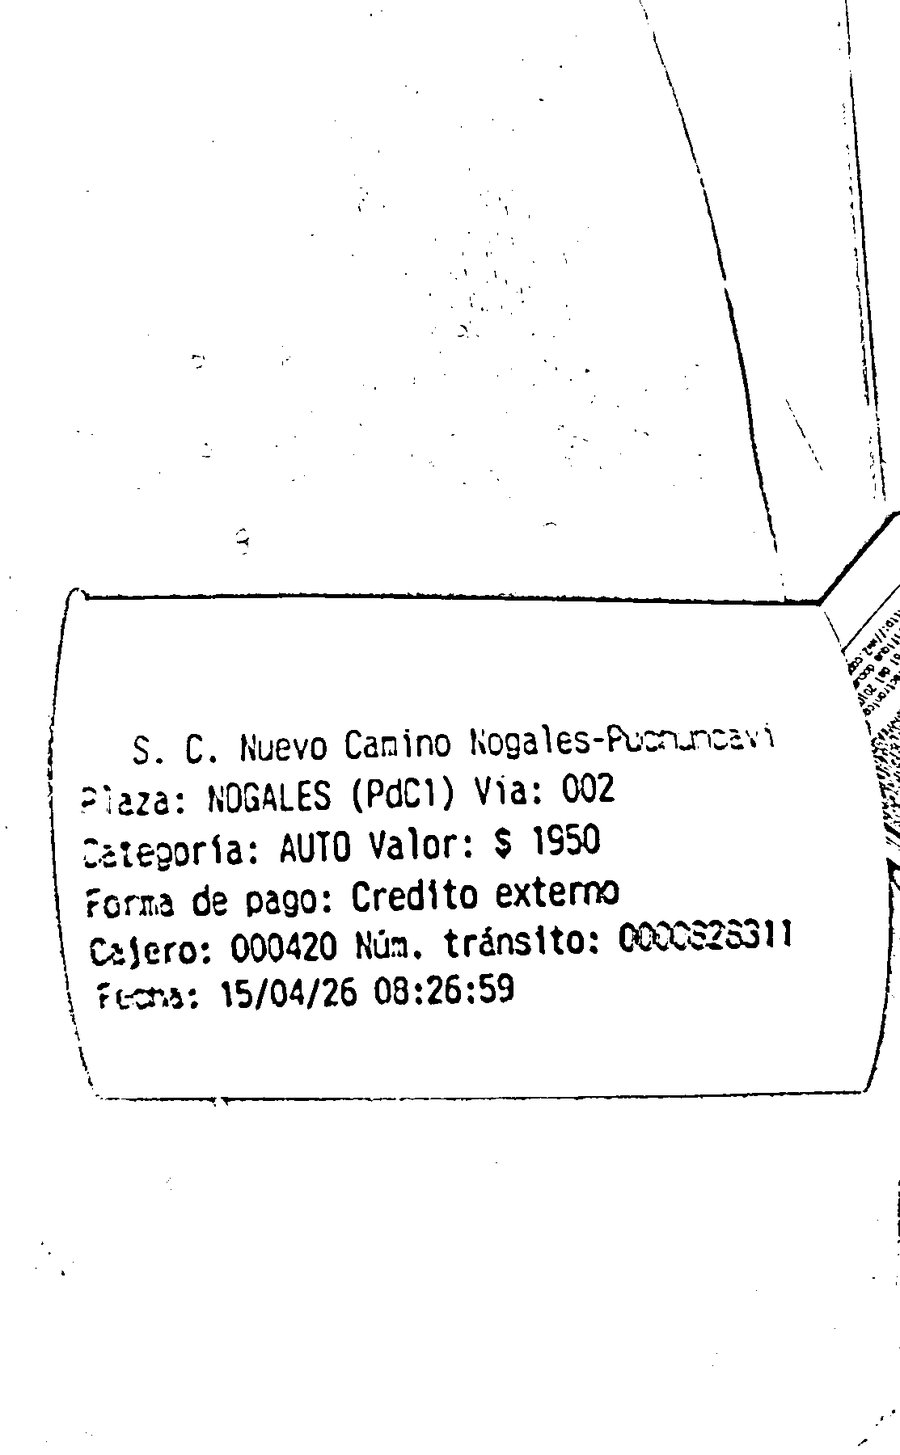 S. C. Nuevo Camino Nogales-Puchuncavi
Plaza: NOGALES (PdC1) Via: 002
Categoría: AUTO Valor: $ 1950
Forma de pago: Credito externo
Cajero: 000420 Núm. tránsito:
Fecha: 15/04/26 08:26:59